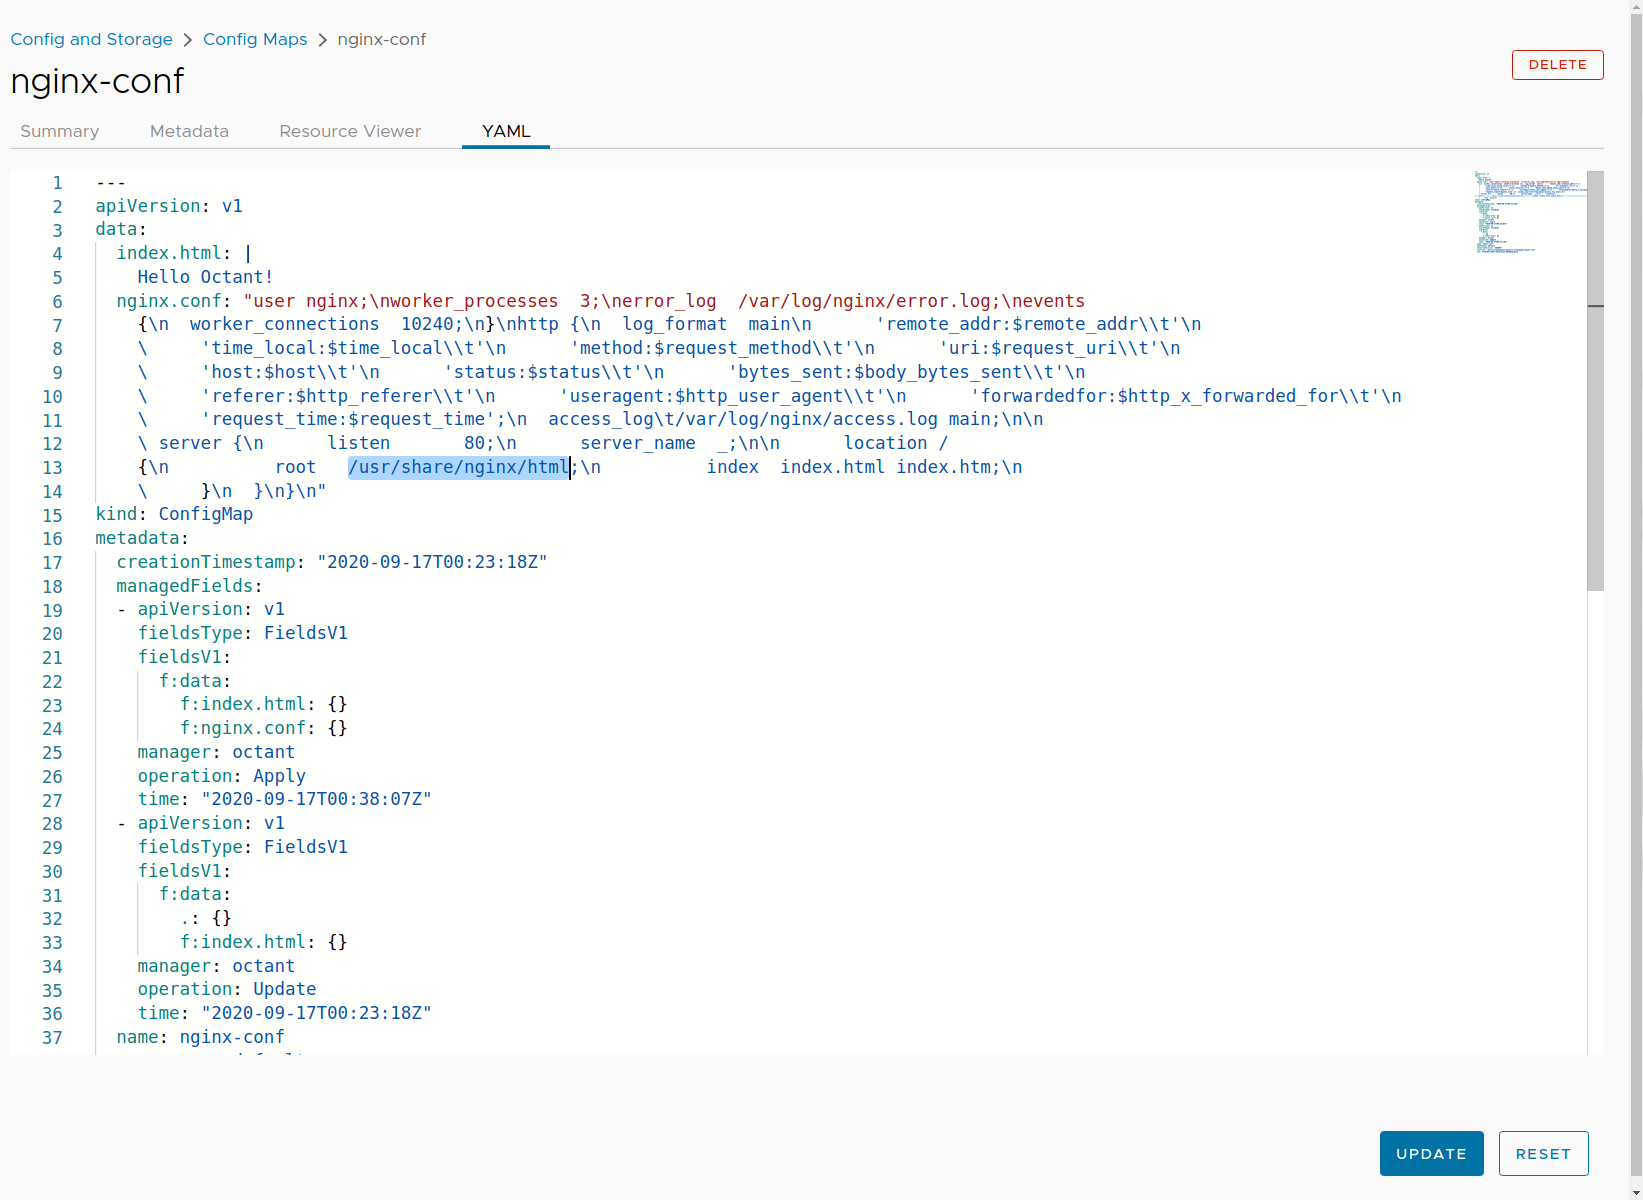 Config and Storage > Config Maps > nginx-conf
nginx-conf
DELETE
Summary Metadata Resource Viewer YAML
1 ---
2 apiVersion: v1
3 data:
4   index.html: |
5     Hello Octant!
6   nginx.conf: "user nginx;\nworker_processes  3;\nerror_log  /var/log/nginx/error.log;\nevents
7     {\n  worker_connections  10240;\n}\nhttp {\n  log_format  main\n      'remote_addr:$remote_addr\\t'\n
8     \     'time_local:$time_local\\t'\n      'method:$request_method\\t'\n      'uri:$request_uri\\t'\n
9     \     'host:$host\\t'\n      'status:$status\\t'\n      'bytes_sent:$body_bytes_sent\\t'\n
10     \     'referer:$http_referer\\t'\n      'useragent:$http_user_agent\\t'\n      'forwardedfor:$http_x_forwarded_for\\t'\n
11     \     'request_time:$request_time';\n  access_log\t/var/log/nginx/access.log main;\n\n
12     \ server {\n      listen       80;\n      server_name  _;\n\n      location /
13     {\n          root   /usr/share/nginx/html;\n          index  index.html index.htm;\n
14     \     }\n  }\n}\n"
15 kind: ConfigMap
16 metadata:
17   creationTimestamp: "2020-09-17T00:23:18Z"
18   managedFields:
19   - apiVersion: v1
20     fieldsType: FieldsV1
21     fieldsV1:
22       f:data:
23         f:index.html: {}
24         f:nginx.conf: {}
25     manager: octant
26     operation: Apply
27     time: "2020-09-17T00:38:07Z"
28   - apiVersion: v1
29     fieldsType: FieldsV1
30     fieldsV1:
31       f:data:
32         .: {}
33         f:index.html: {}
34     manager: octant
35     operation: Update
36     time: "2020-09-17T00:23:18Z"
37   name: nginx-conf
UPDATE RESET